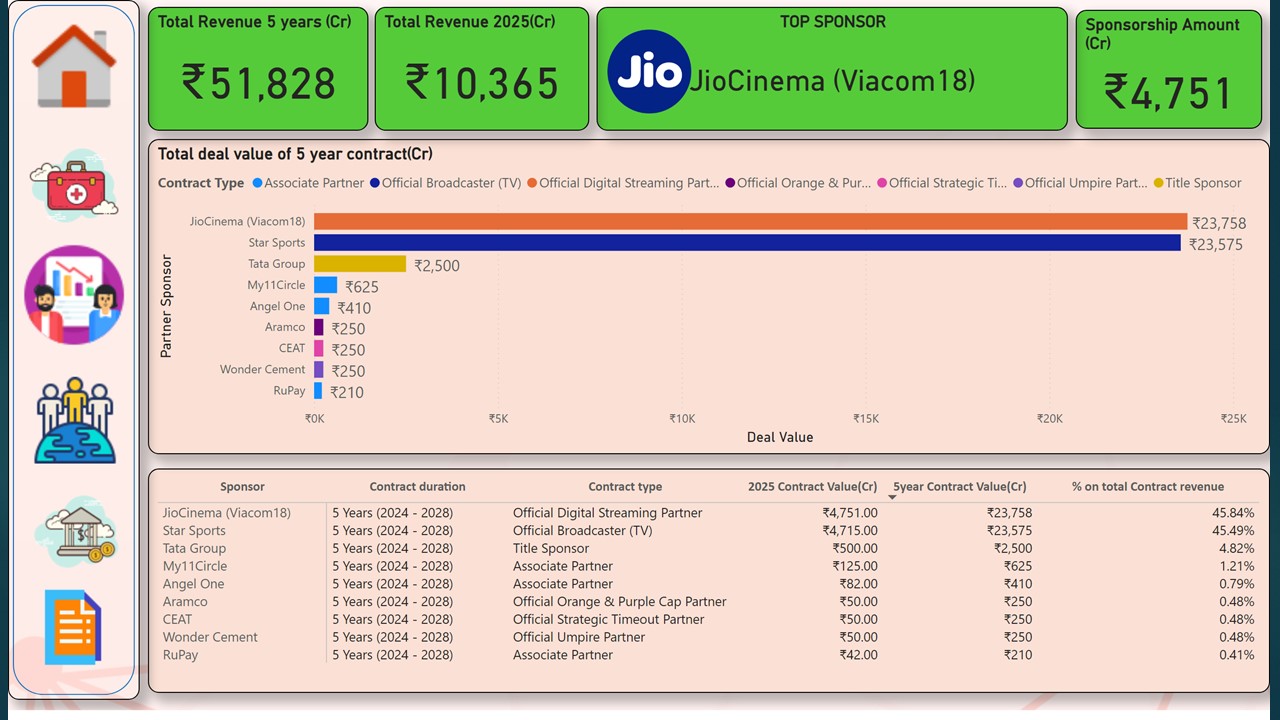 Total Revenue 5 years (Cr)
₹51,828
Total Revenue 2025(Cr)
₹10,365
TOP SPONSOR
Jio
JioCinema (Viacom18)
Sponsorship Amount
(Cr)
₹4,751
Total deal value of 5 year contract(Cr)
Contract Type Associate Partner Official Broadcaster (TV) Official Digital Streaming Part... Official Orange & Pur... Official Strategic Ti... Official Umpire Part... Title Sponsor
Partner Sponsor
JioCinema (Viacom18) ₹23,758
Star Sports ₹23,575
Tata Group ₹2,500
My11Circle ₹625
Angel One ₹410
Aramco ₹250
CEAT ₹250
Wonder Cement ₹250
RuPay ₹210
₹0K ₹5K ₹10K ₹15K ₹20K ₹25K
Deal Value
Sponsor Contract duration Contract type 2025 Contract Value(Cr) 5year Contract Value(Cr) % on total Contract revenue
JioCinema (Viacom18) 5 Years (2024 - 2028) Official Digital Streaming Partner ₹4,751.00 ₹23,758 45.84%
Star Sports 5 Years (2024 - 2028) Official Broadcaster (TV) ₹4,715.00 ₹23,575 45.49%
Tata Group 5 Years (2024 - 2028) Title Sponsor ₹500.00 ₹2,500 4.82%
My11Circle 5 Years (2024 - 2028) Associate Partner ₹125.00 ₹625 1.21%
Angel One 5 Years (2024 - 2028) Associate Partner ₹82.00 ₹410 0.79%
Aramco 5 Years (2024 - 2028) Official Orange & Purple Cap Partner ₹50.00 ₹250 0.48%
CEAT 5 Years (2024 - 2028) Official Strategic Timeout Partner ₹50.00 ₹250 0.48%
Wonder Cement 5 Years (2024 - 2028) Official Umpire Partner ₹50.00 ₹250 0.48%
RuPay 5 Years (2024 - 2028) Associate Partner ₹42.00 ₹210 0.41%